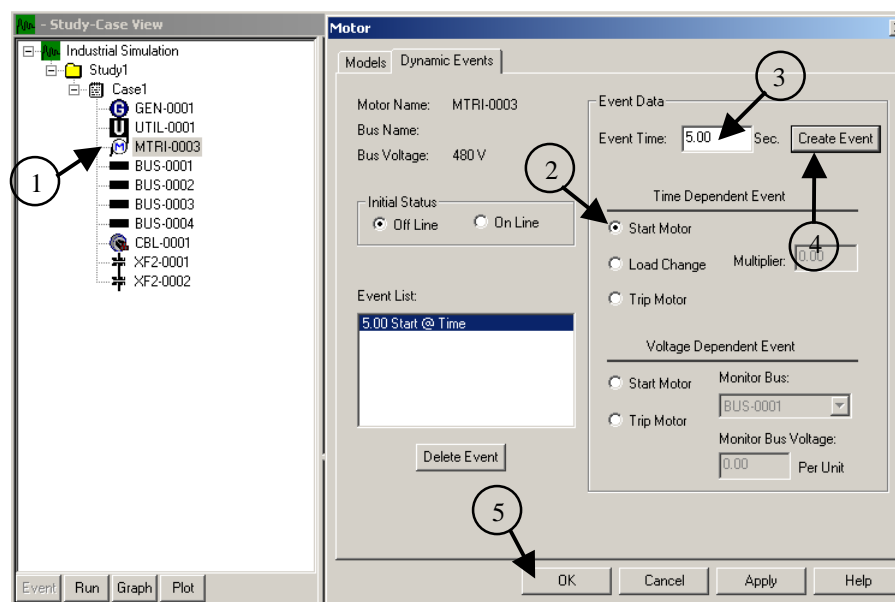 - Study-Case View
Industrial Simulation
Study1
Case1
GEN-0001
UTIL-0001
MTRI-0003
BUS-0001
BUS-0002
BUS-0003
BUS-0004
CBL-0001
XF2-0001
XF2-0002
1
Event Run Graph Plot
Motor
Models Dynamic Events
Motor Name: MTRI-0003
Bus Name:
Bus Voltage: 480 V
Initial Status
Off Line On Line
Event List:
5.00 Start @ Time
Delete Event
Event Data
3
Event Time: 5.00 Sec. Create Event
2
Time Dependent Event
Start Motor
4
Load Change Multiplier: 0.00
Trip Motor
Voltage Dependent Event
Start Motor Monitor Bus:
BUS-0001
Trip Motor
Monitor Bus Voltage:
0.00 Per Unit
5
OK Cancel Apply Help